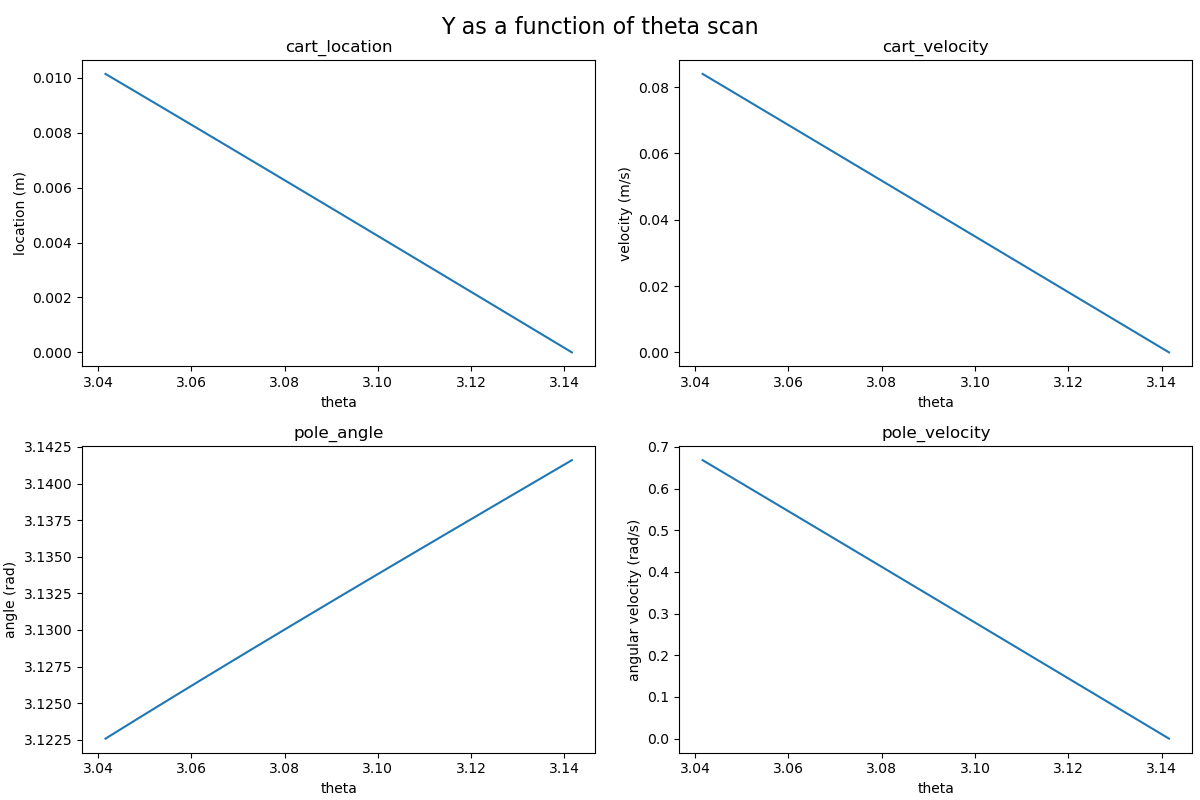 Y as a function of theta scan
cart_location
location (m)
0.010
0.008
0.006
0.004
0.002
0.000
3.04 3.06 3.08 3.10 3.12 3.14
theta
cart_velocity
velocity (m/s)
0.08
0.06
0.04
0.02
0.00
3.04 3.06 3.08 3.10 3.12 3.14
theta
pole_angle
angle (rad)
3.1425
3.1400
3.1375
3.1350
3.1325
3.1300
3.1275
3.1250
3.1225
3.04 3.06 3.08 3.10 3.12 3.14
theta
pole_velocity
angular velocity (rad/s)
0.7
0.6
0.5
0.4
0.3
0.2
0.1
0.0
3.04 3.06 3.08 3.10 3.12 3.14
theta